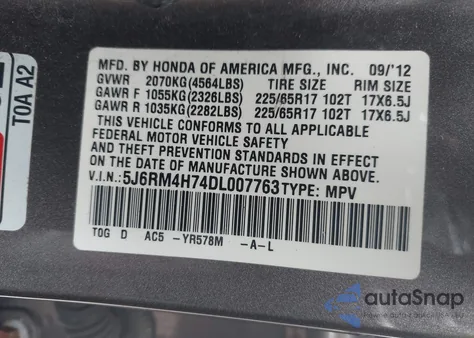 MFD. BY HONDA OF AMERICA MFG., INC. 09/'12
GVWR 2070KG(4564LBS) TIRE SIZE RIM SIZE
GAWR F 1055KG(2326LBS) 225/65R17 102T 17X6.5J
GAWR R 1035KG(2282LBS) 225/65R17 102T 17X6.5J
THIS VEHICLE CONFORMS TO ALL APPLICABLE
FEDERAL MOTOR VEHICLE SAFETY
AND THEFT PREVENTION STANDARDS IN EFFECT
ON THE DATE OF MANUFACTURE SHOWN ABOVE.
V.I.N.:5J6RM4H74DL007763 TYPE: MPV
TOG D AC5 -YR578M -A-L
TOA A2
autoSnap